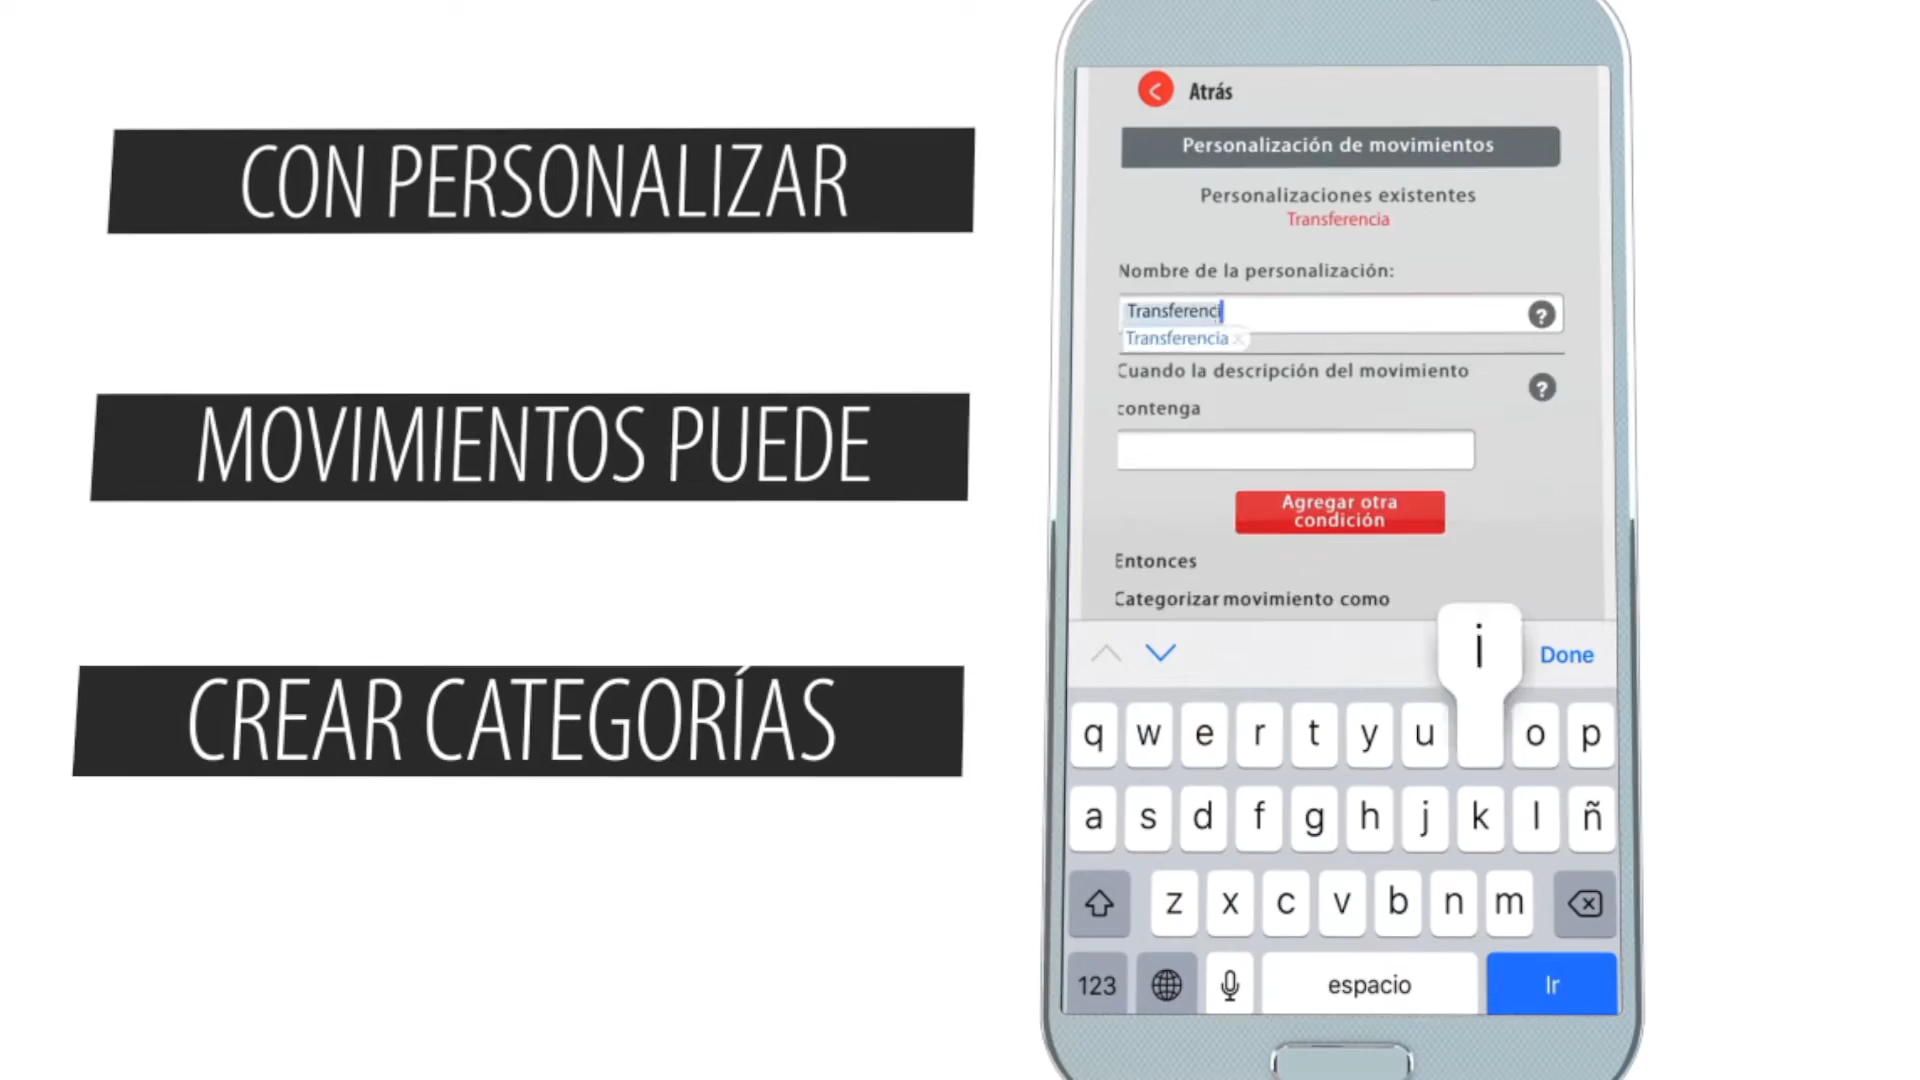 CON PERSONALIZAR
MOVIMIENTOS PUEDE
CREAR CATEGORÍAS
Atrás
Personalización de movimientos
Personalizaciones existentes
Transferencia
Nombre de la personalización:
Transferenci
Transferencia
Cuando la descripción del movimiento
contenga
Agregar otra
condición
Entonces
Categorizar movimiento como
i
Done
q w e r t y u o p
a s d f g h j k l ñ
z x c v b n m
123 espacio Ir